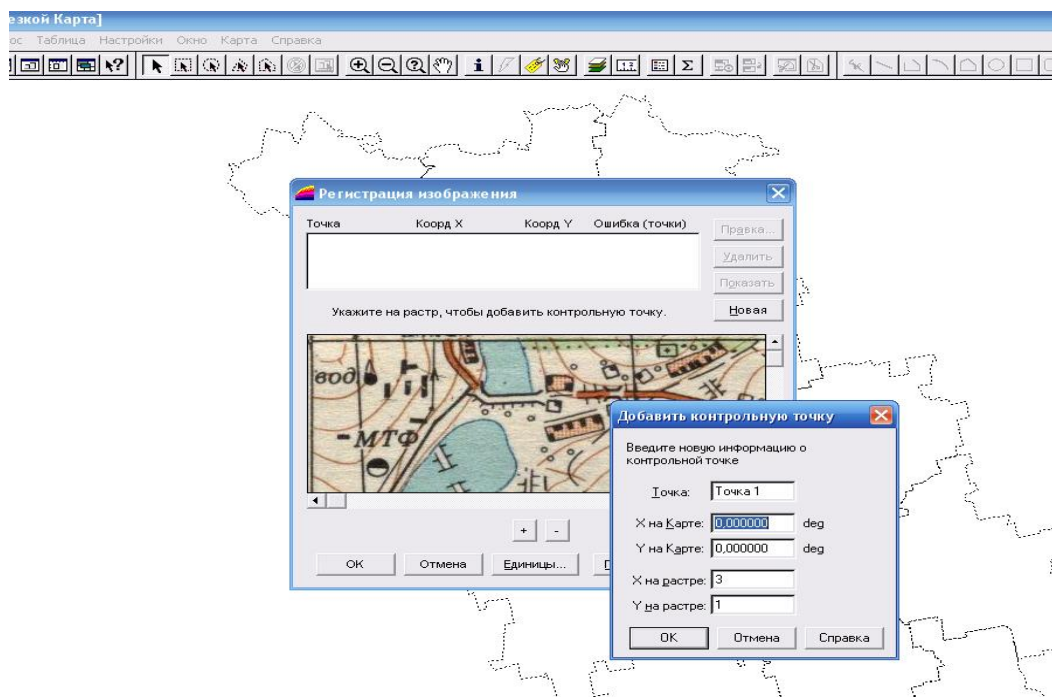 езкой Карта]
ос Таблица Настройки Окно Карта Справка
Регистрация изображения
Точка Коорд X Коорд Y Ошибка (точки)
Правка...
Удалить
Показать
Новая
Укажите на растр, чтобы добавить контрольную точку.
вод
МТФ
+ -
ОК Отмена Единицы... П
Добавить контрольную точку
Введите новую информацию о
контрольной точке
Точка: Точка 1
X на Карте: 0,000000 deg
Y на Карте: 0,000000 deg
X на растре: 3
Y на растре: 1
ОК Отмена Справка